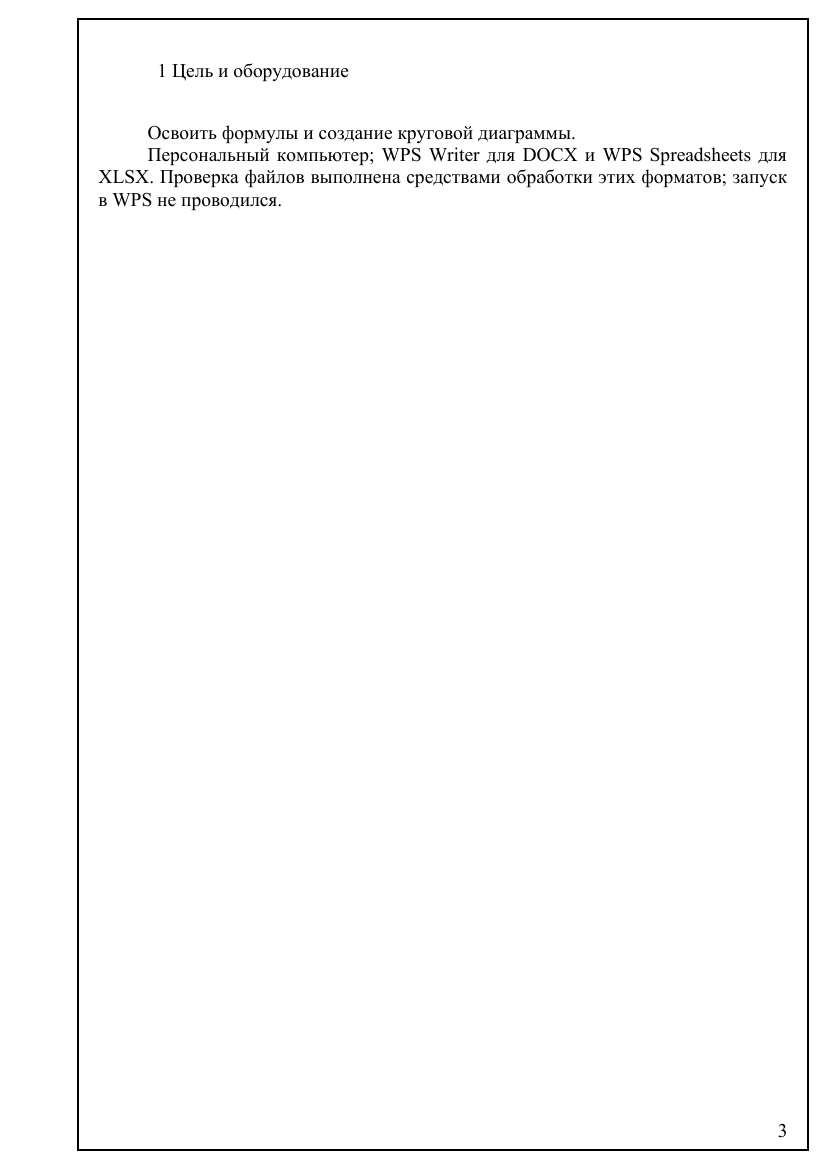 1 Цель и оборудование
Освоить формулы и создание круговой диаграммы.
Персональный компьютер; WPS Writer для DOCX и WPS Spreadsheets для
XLSX. Проверка файлов выполнена средствами обработки этих форматов; запуск
в WPS не проводился.
3